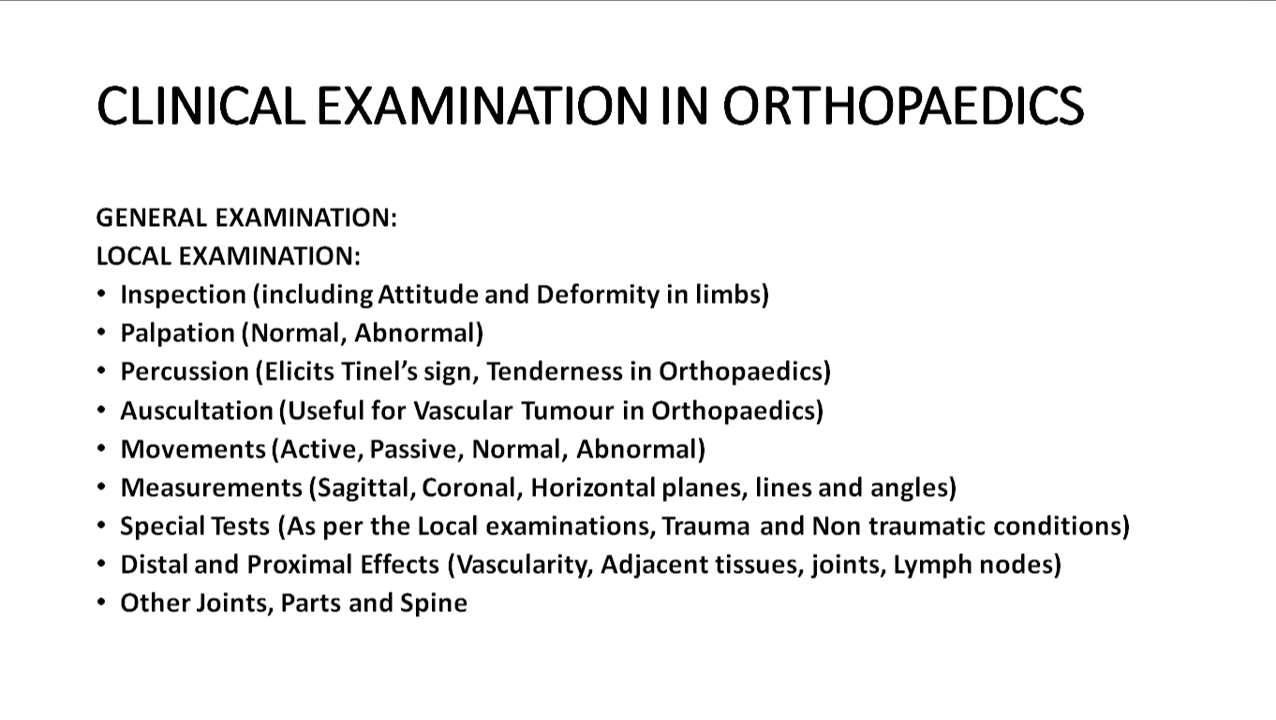 CLINICAL EXAMINATION IN ORTHOPAEDICS
GENERAL EXAMINATION:
LOCAL EXAMINATION:
• Inspection (including Attitude and Deformity in limbs)
• Palpation (Normal, Abnormal)
• Percussion (Elicits Tinel’s sign, Tenderness in Orthopaedics)
• Auscultation (Useful for Vascular Tumour in Orthopaedics)
• Movements (Active, Passive, Normal, Abnormal)
• Measurements (Sagittal, Coronal, Horizontal planes, lines and angles)
• Special Tests (As per the Local examinations, Trauma and Non traumatic conditions)
• Distal and Proximal Effects (Vascularity, Adjacent tissues, joints, Lymph nodes)
• Other Joints, Parts and Spine